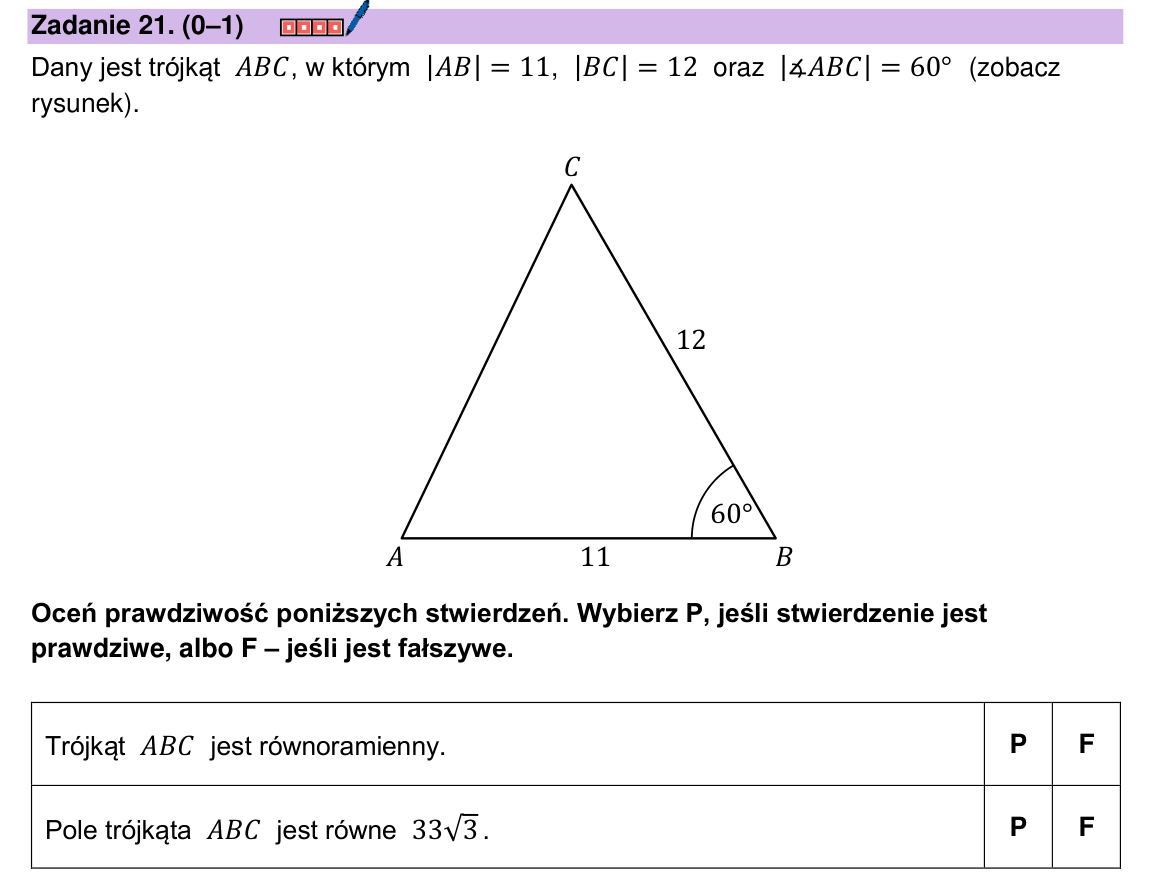 Zadanie 21. (0–1)
Dany jest trójkąt ABC, w którym |AB| = 11, |BC| = 12 oraz |∡ABC| = 60° (zobacz
rysunek).
C
12
60°
A
11
B
Oceń prawdziwość poniższych stwierdzeń. Wybierz P, jeśli stwierdzenie jest
prawdziwe, albo F – jeśli jest fałszywe.
Trójkąt ABC jest równoramienny. P F
Pole trójkąta ABC jest równe 33√3. P F